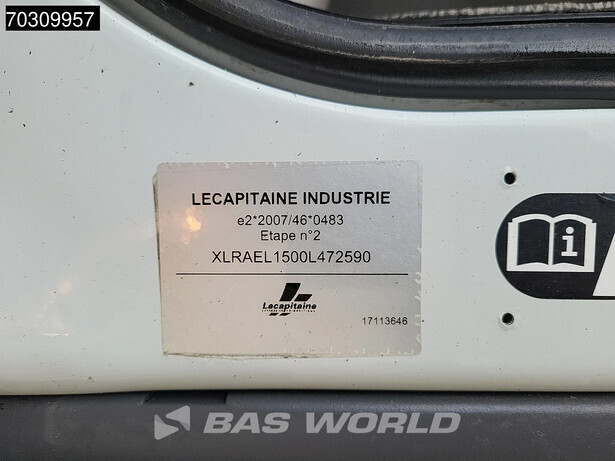 70309957
LECAPITAINE INDUSTRIE
e2*2007/46*0483
Etape n°2
XLRAEL1500L472590
Lecapitaine
17113646
BAS WORLD